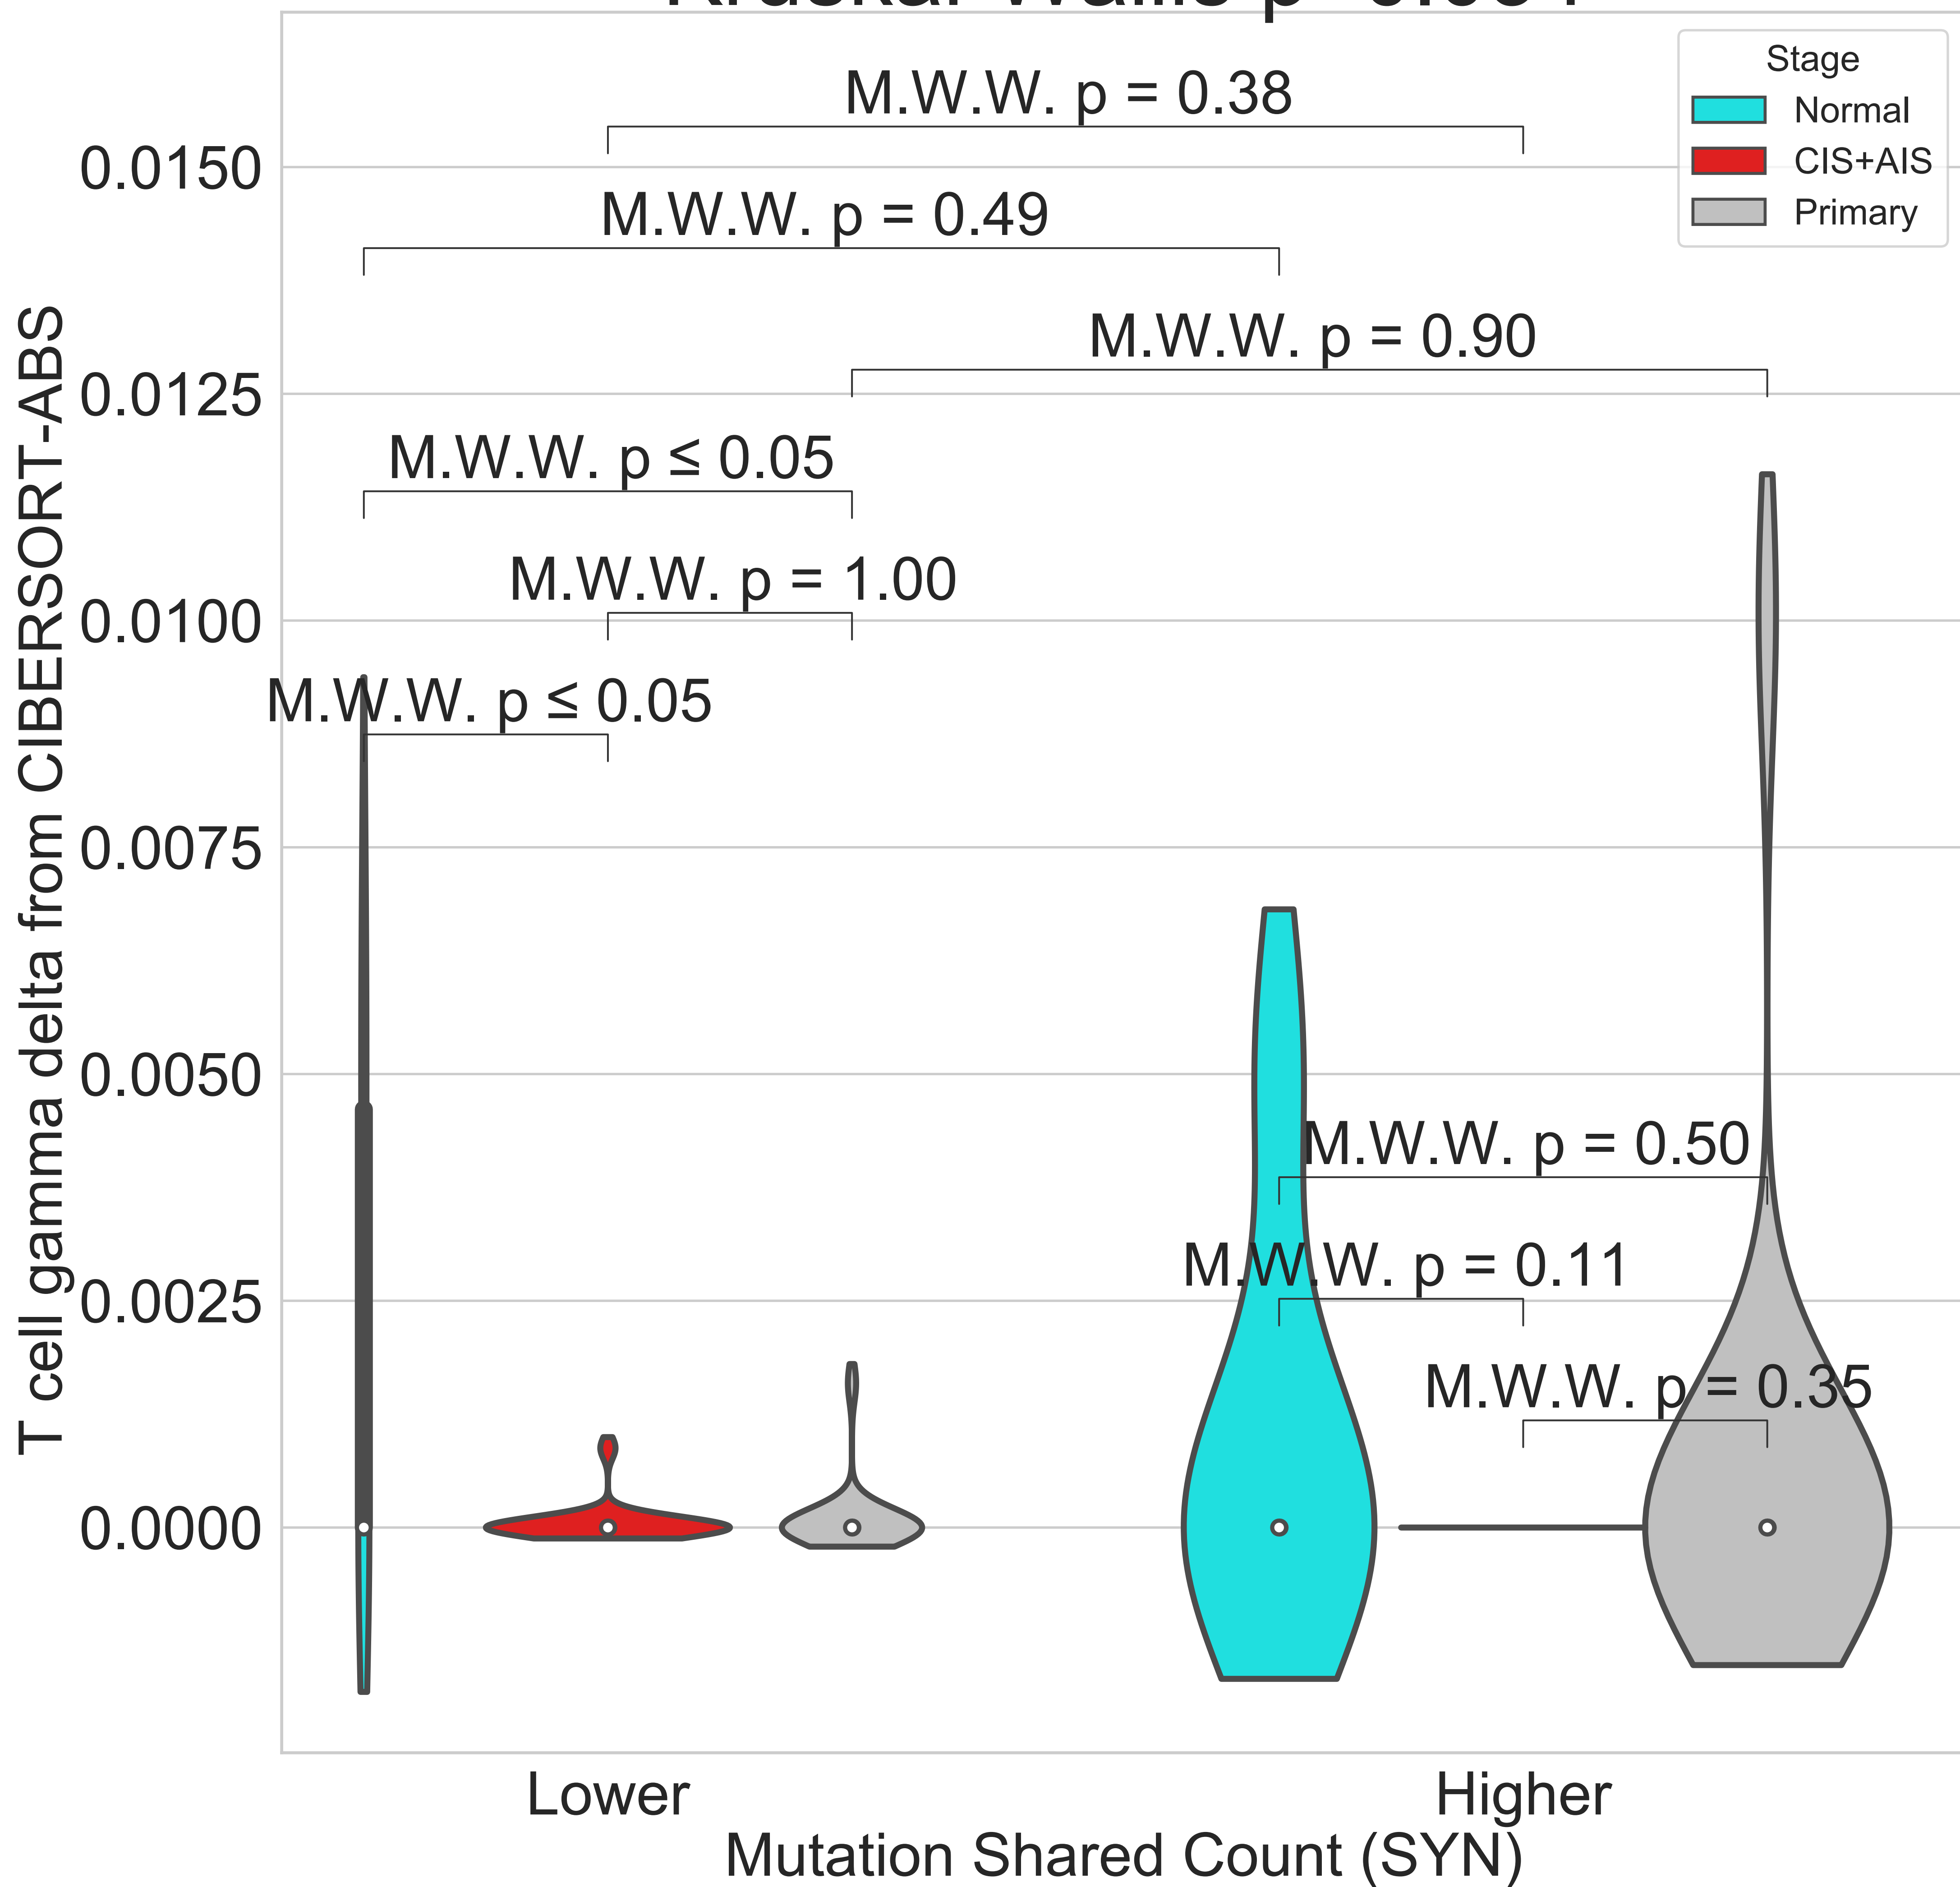 Stage
Normal
CIS+AIS
Primary
M.W.W. p = 0.38
M.W.W. p = 0.49
M.W.W. p = 0.90
M.W.W. p ≤ 0.05
M.W.W. p = 1.00
M.W.W. p ≤ 0.05
M.W.W. p = 0.50
M.W.W. p = 0.11
M.W.W. p = 0.35
T cell gamma delta from CIBERSORT-ABS
0.0150
0.0125
0.0100
0.0075
0.0050
0.0025
0.0000
Lower
Higher
Mutation Shared Count (SYN)